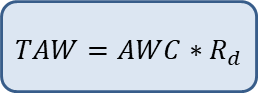 TAW = AWC * R_d